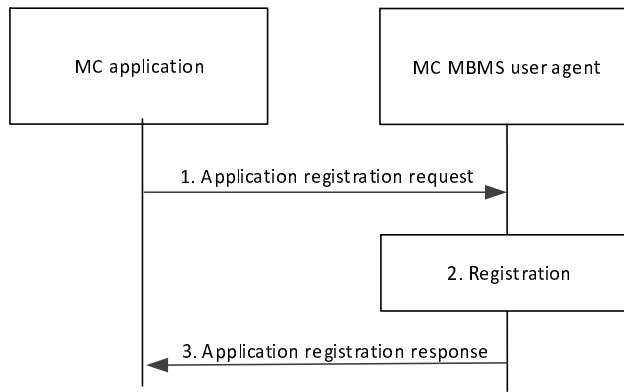 MC application
MC MBMS user agent
1. Application registration request
2. Registration
3. Application registration response